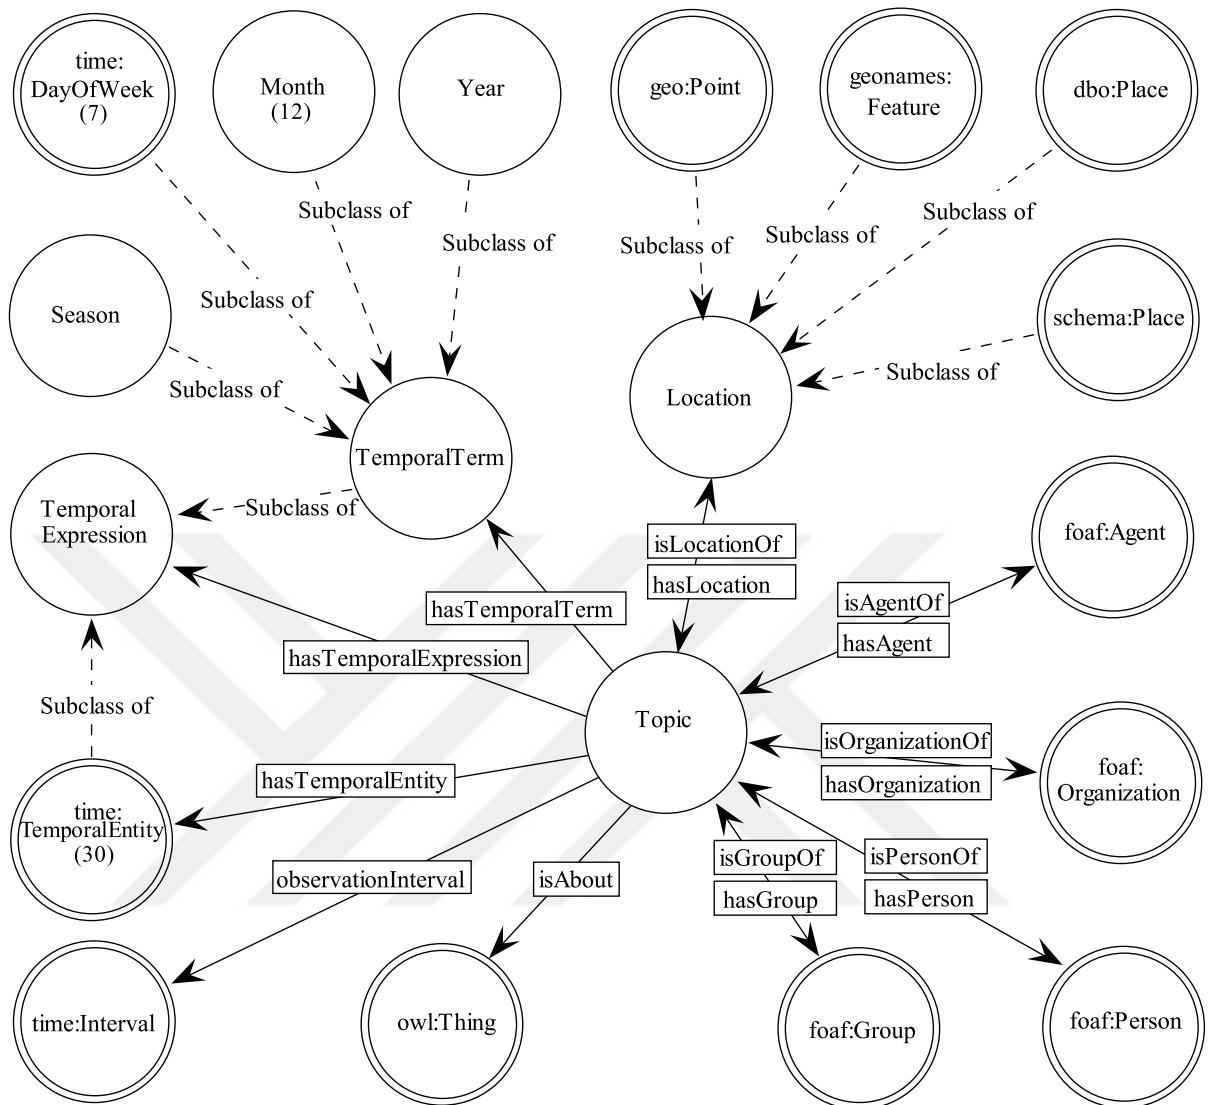 time:
DayOfWeek
(7)
Month
(12)
Year
geo:Point
geonames:
Feature
dbo:Place
Subclass of
Subclass of
Subclass of
Subclass of
Subclass of
Subclass of
Season
schema:Place
Subclass of
Subclass of
Location
TemporalTerm
Subclass of
Temporal
Expression
foaf:Agent
isLocationOf
hasLocation
isAgentOf
hasAgent
hasTemporalTerm
hasTemporalExpression
Subclass of
Topic
isOrganizationOf
hasOrganization
foaf:
Organization
hasTemporalEntity
time:
TemporalEntity
(30)
observationInterval
isAbout
isGroupOf
hasGroup
isPersonOf
hasPerson
time:Interval
owl:Thing
foaf:Group
foaf:Person